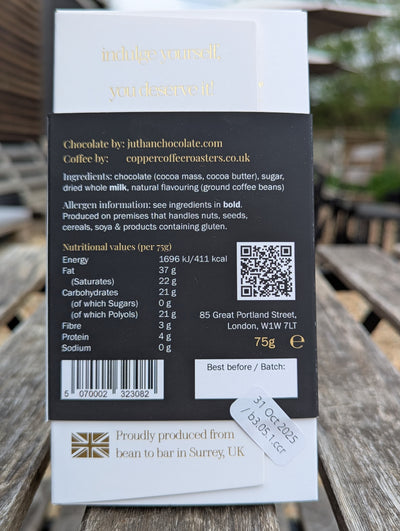 indulge yourself,
you deserve it!
Chocolate by: juthanchocolate.com
Coffee by: coppercoffeeroasters.co.uk
Ingredients: chocolate (cocoa mass, cocoa butter), sugar,
dried whole milk, natural flavouring (ground coffee beans)
Allergen information: see ingredients in bold.
Produced on premises that handles nuts, seeds,
cereals, soya & products containing gluten.
Nutritional values (per 75g)
Energy 1696 kJ/411 kcal
Fat 37 g
(Saturates) 22 g
Carbohydrates 21 g
(of which Sugars) 0 g
(of which Polyols) 21 g
Fibre 3 g
Protein 4 g
Sodium 0 g
85 Great Portland Street,
London, W1W 7LT
75g ℮
5 070002 323082
Best before / Batch:
31 Oct 2025
/ b3.05.1.ccr
Proudly produced from
bean to bar in Surrey, UK